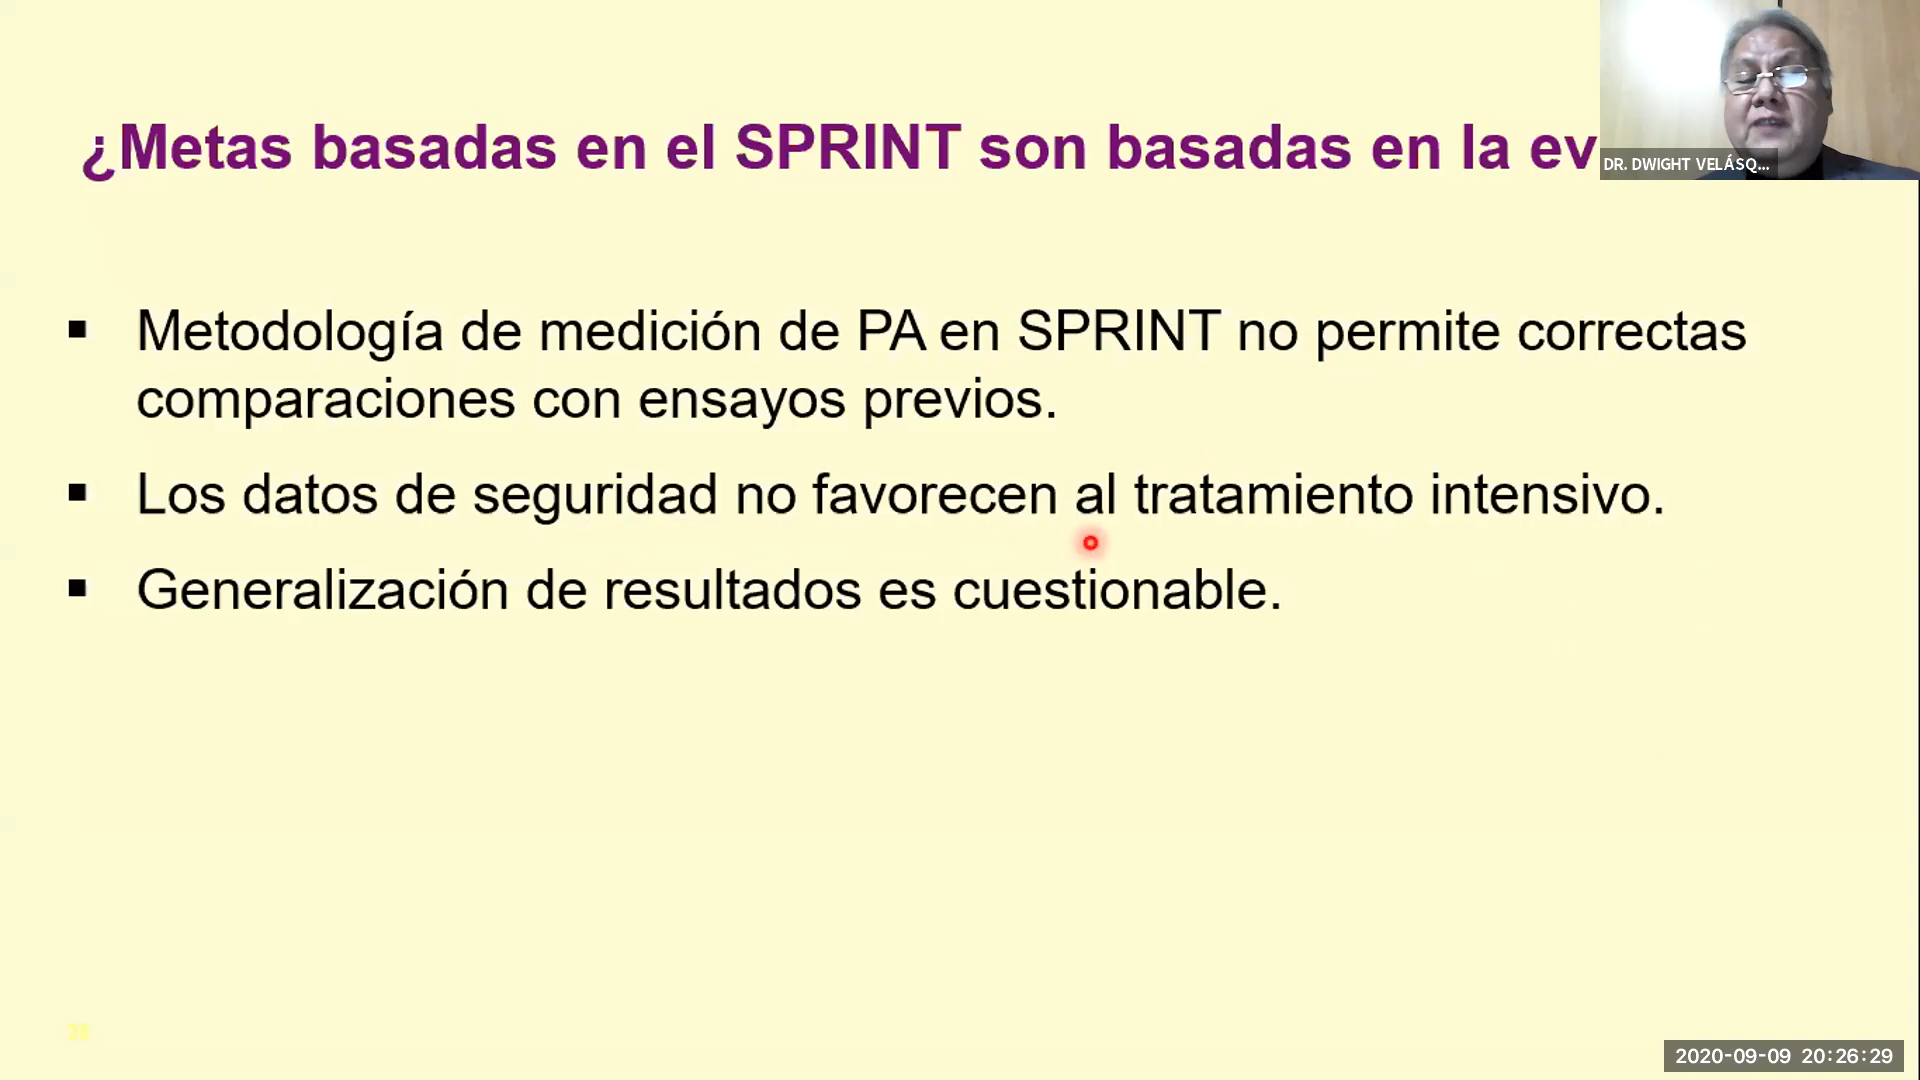 ¿Metas basadas en el SPRINT son basadas en la ev
DR. DWIGHT VELÁSQ...
▪ Metodología de medición de PA en SPRINT no permite correctas
comparaciones con ensayos previos.
▪ Los datos de seguridad no favorecen al tratamiento intensivo.
▪ Generalización de resultados es cuestionable.
2020-09-09 20:26:29